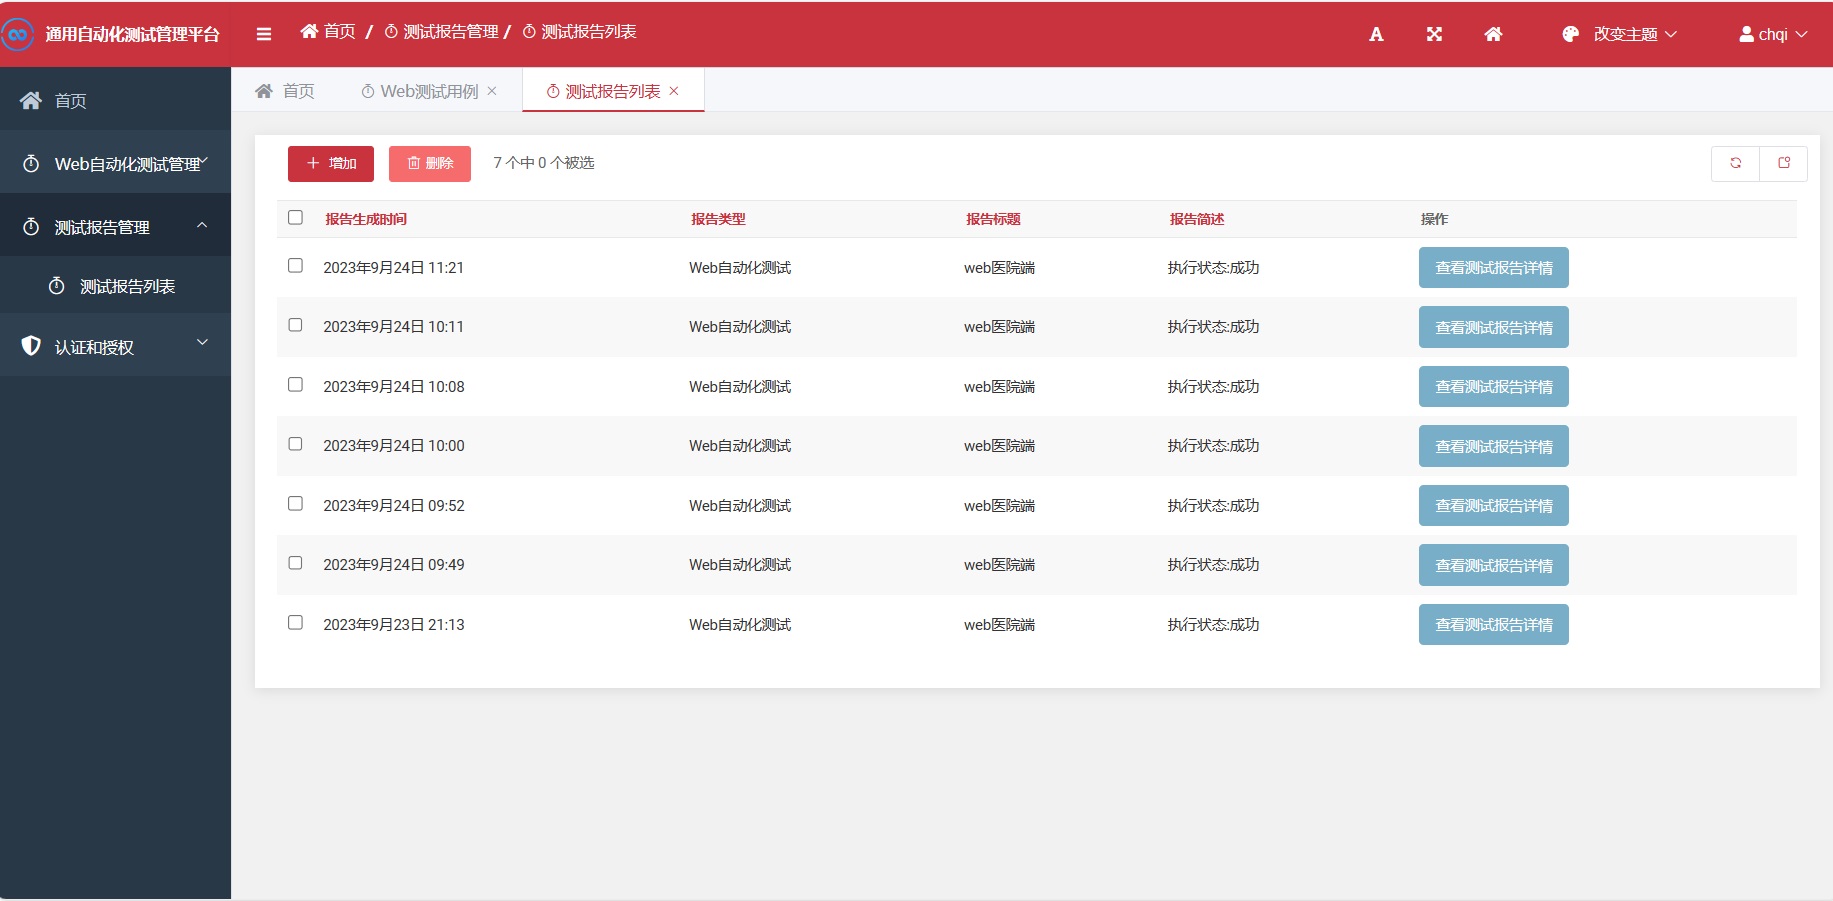 通用自动化测试管理平台
首页 / 测试报告管理 / 测试报告列表
A
改变主题
chqi
首页
Web自动化测试管理
测试报告管理
测试报告列表
认证和授权
首页
Web测试用例 ×
测试报告列表 ×
+ 增加
删除
7 个中 0 个被选
报告生成时间 报告类型 报告标题 报告简述 操作
2023年9月24日 11:21 Web自动化测试 web医院端 执行状态:成功 查看测试报告详情
2023年9月24日 10:11 Web自动化测试 web医院端 执行状态:成功 查看测试报告详情
2023年9月24日 10:08 Web自动化测试 web医院端 执行状态:成功 查看测试报告详情
2023年9月24日 10:00 Web自动化测试 web医院端 执行状态:成功 查看测试报告详情
2023年9月24日 09:52 Web自动化测试 web医院端 执行状态:成功 查看测试报告详情
2023年9月24日 09:49 Web自动化测试 web医院端 执行状态:成功 查看测试报告详情
2023年9月23日 21:13 Web自动化测试 web医院端 执行状态:成功 查看测试报告详情